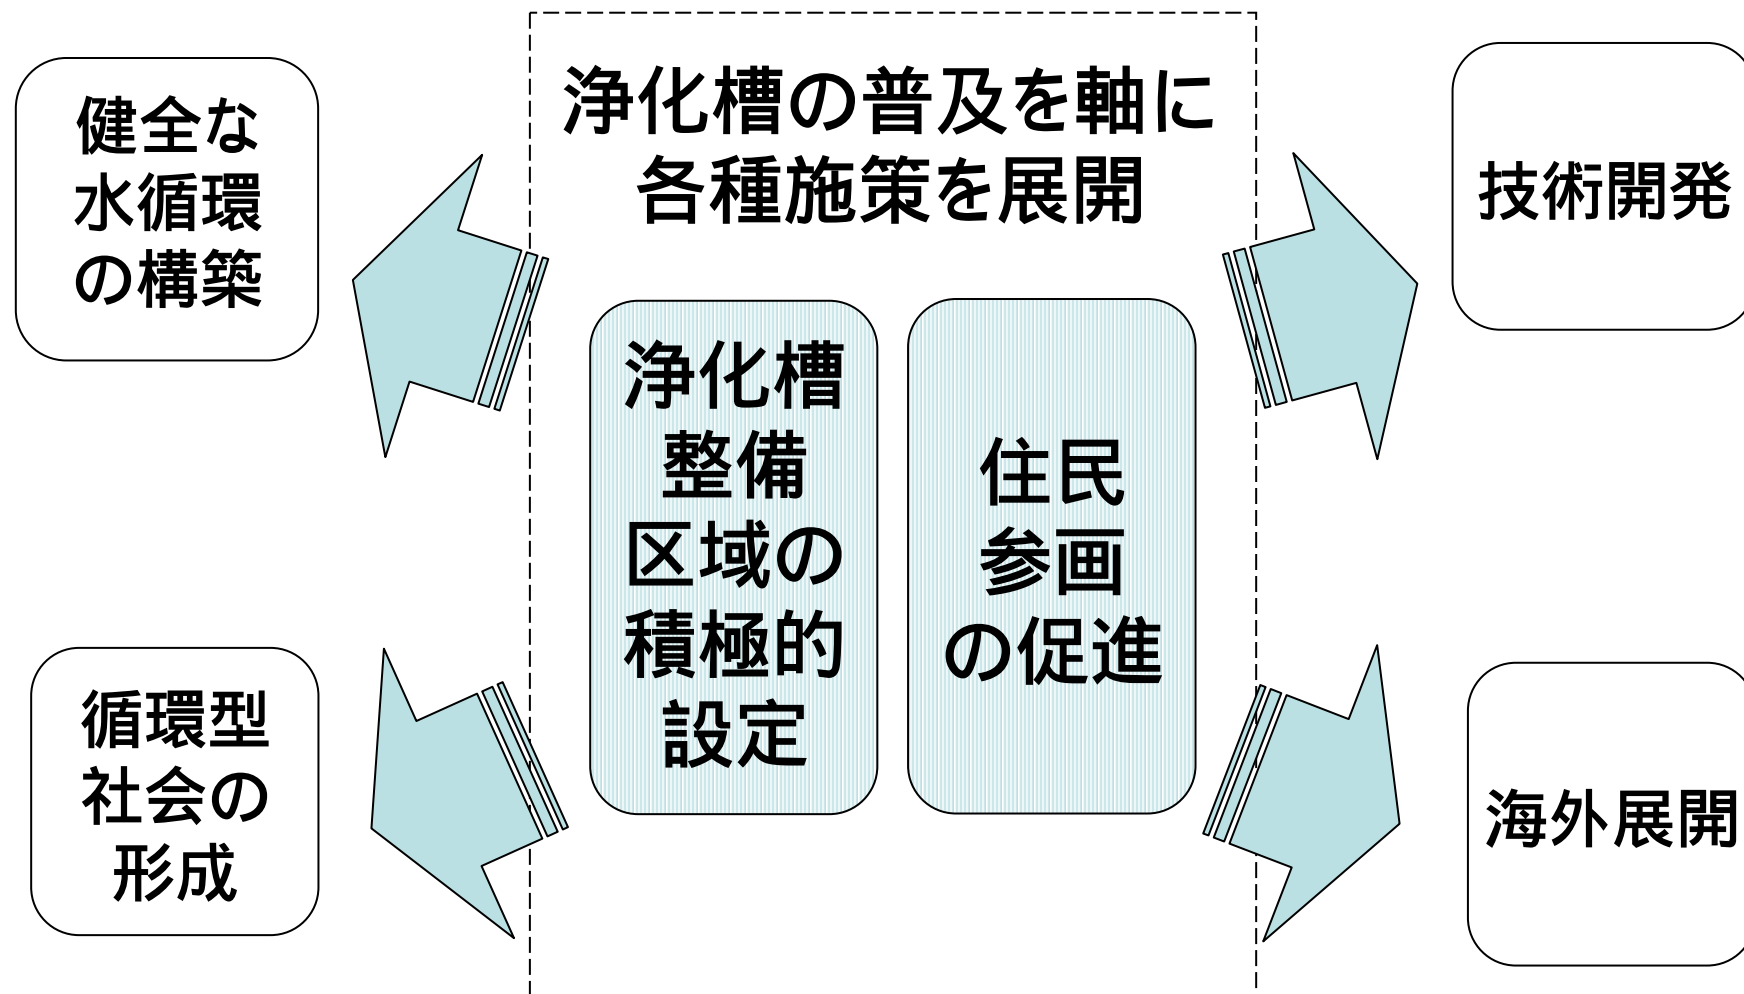 浄化槽の普及を軸に
各種施策を展開
健全な
水循環
の構築
循環型
社会の
形成
浄化槽
整備
区域の
積極的
設定
住民
参画
の促進
技術開発
海外展開